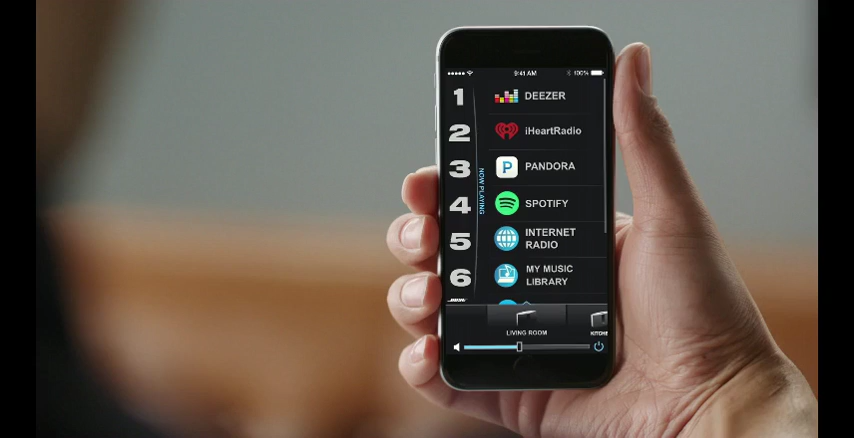 9:41 AM
100%
1
DEEZER
2
iHeartRadio
3
P
PANDORA
NOW PLAYING
4
SPOTIFY
5
INTERNET
RADIO
6
MY MUSIC
LIBRARY
BOSE
LIVING ROOM